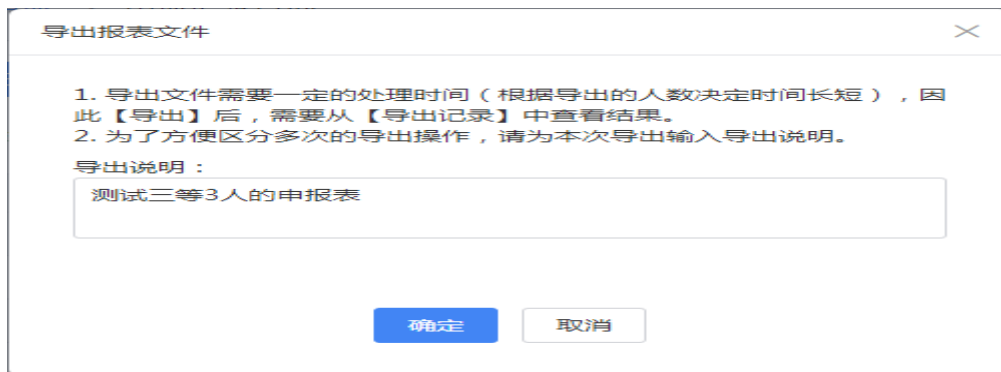 导出报表文件
1. 导出文件需要一定的处理时间（根据导出的人数决定时间长短），因
此【导出】后，需要从【导出记录】中查看结果。
2. 为了方便区分多次的导出操作，请为本次导出输入导出说明。
导出说明：
测试三等3人的申报表
确定
取消